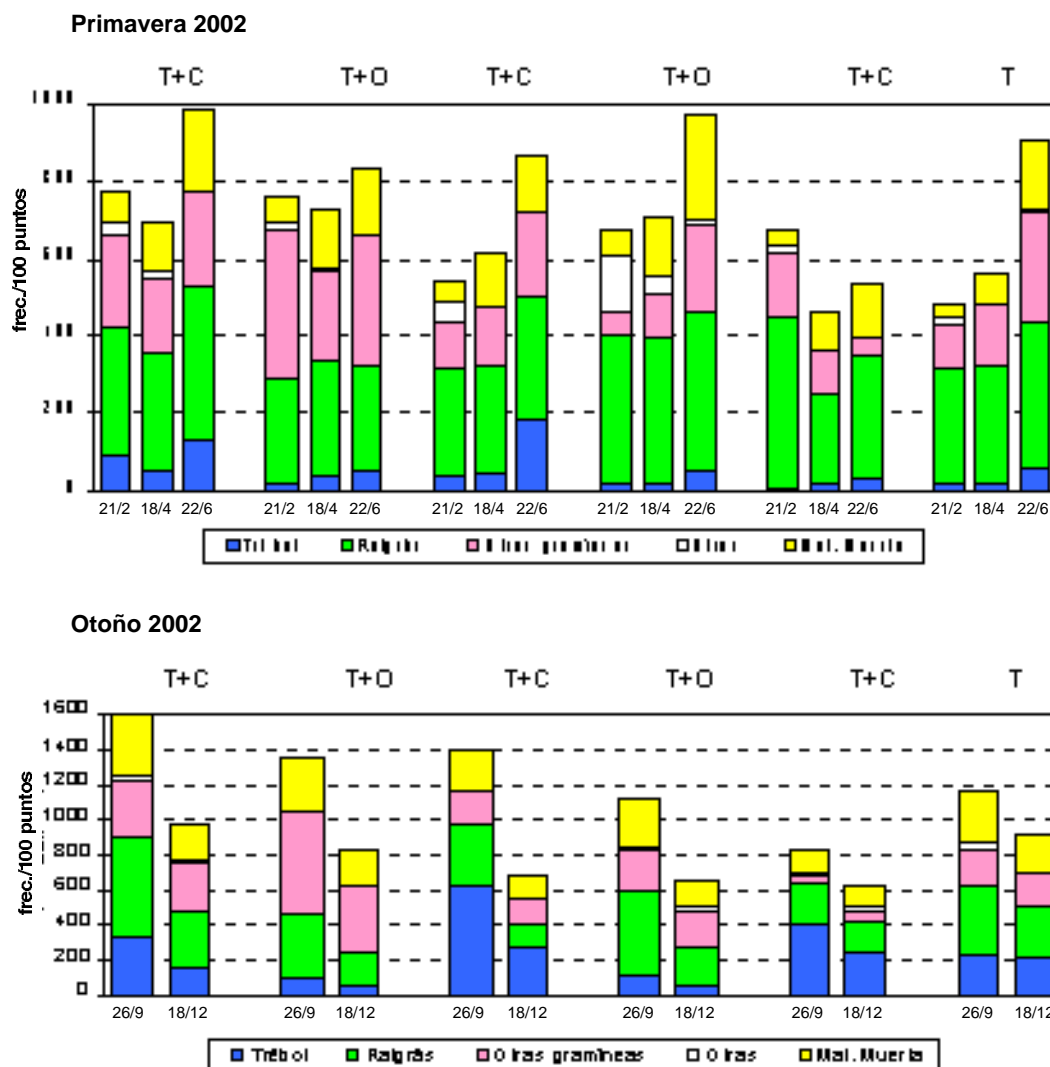 Primavera 2002
T+C T+O T+C T+O T+C T
frec./100 puntos
21/2 18/4 22/6 21/2 18/4 22/6 21/2 18/4 22/6 21/2 18/4 22/6 21/2 18/4 22/6 21/2 18/4 22/6
Otoño 2002
T+C T+O T+C T+O T+C T
1600
1400
1200
1000
800
600
400
200
0
frec./100 puntos
26/9 18/12 26/9 18/12 26/9 18/12 26/9 18/12 26/9 18/12 26/9 18/12
Trébol Raigrás Otras gramíneas Otras Mat. Muerta